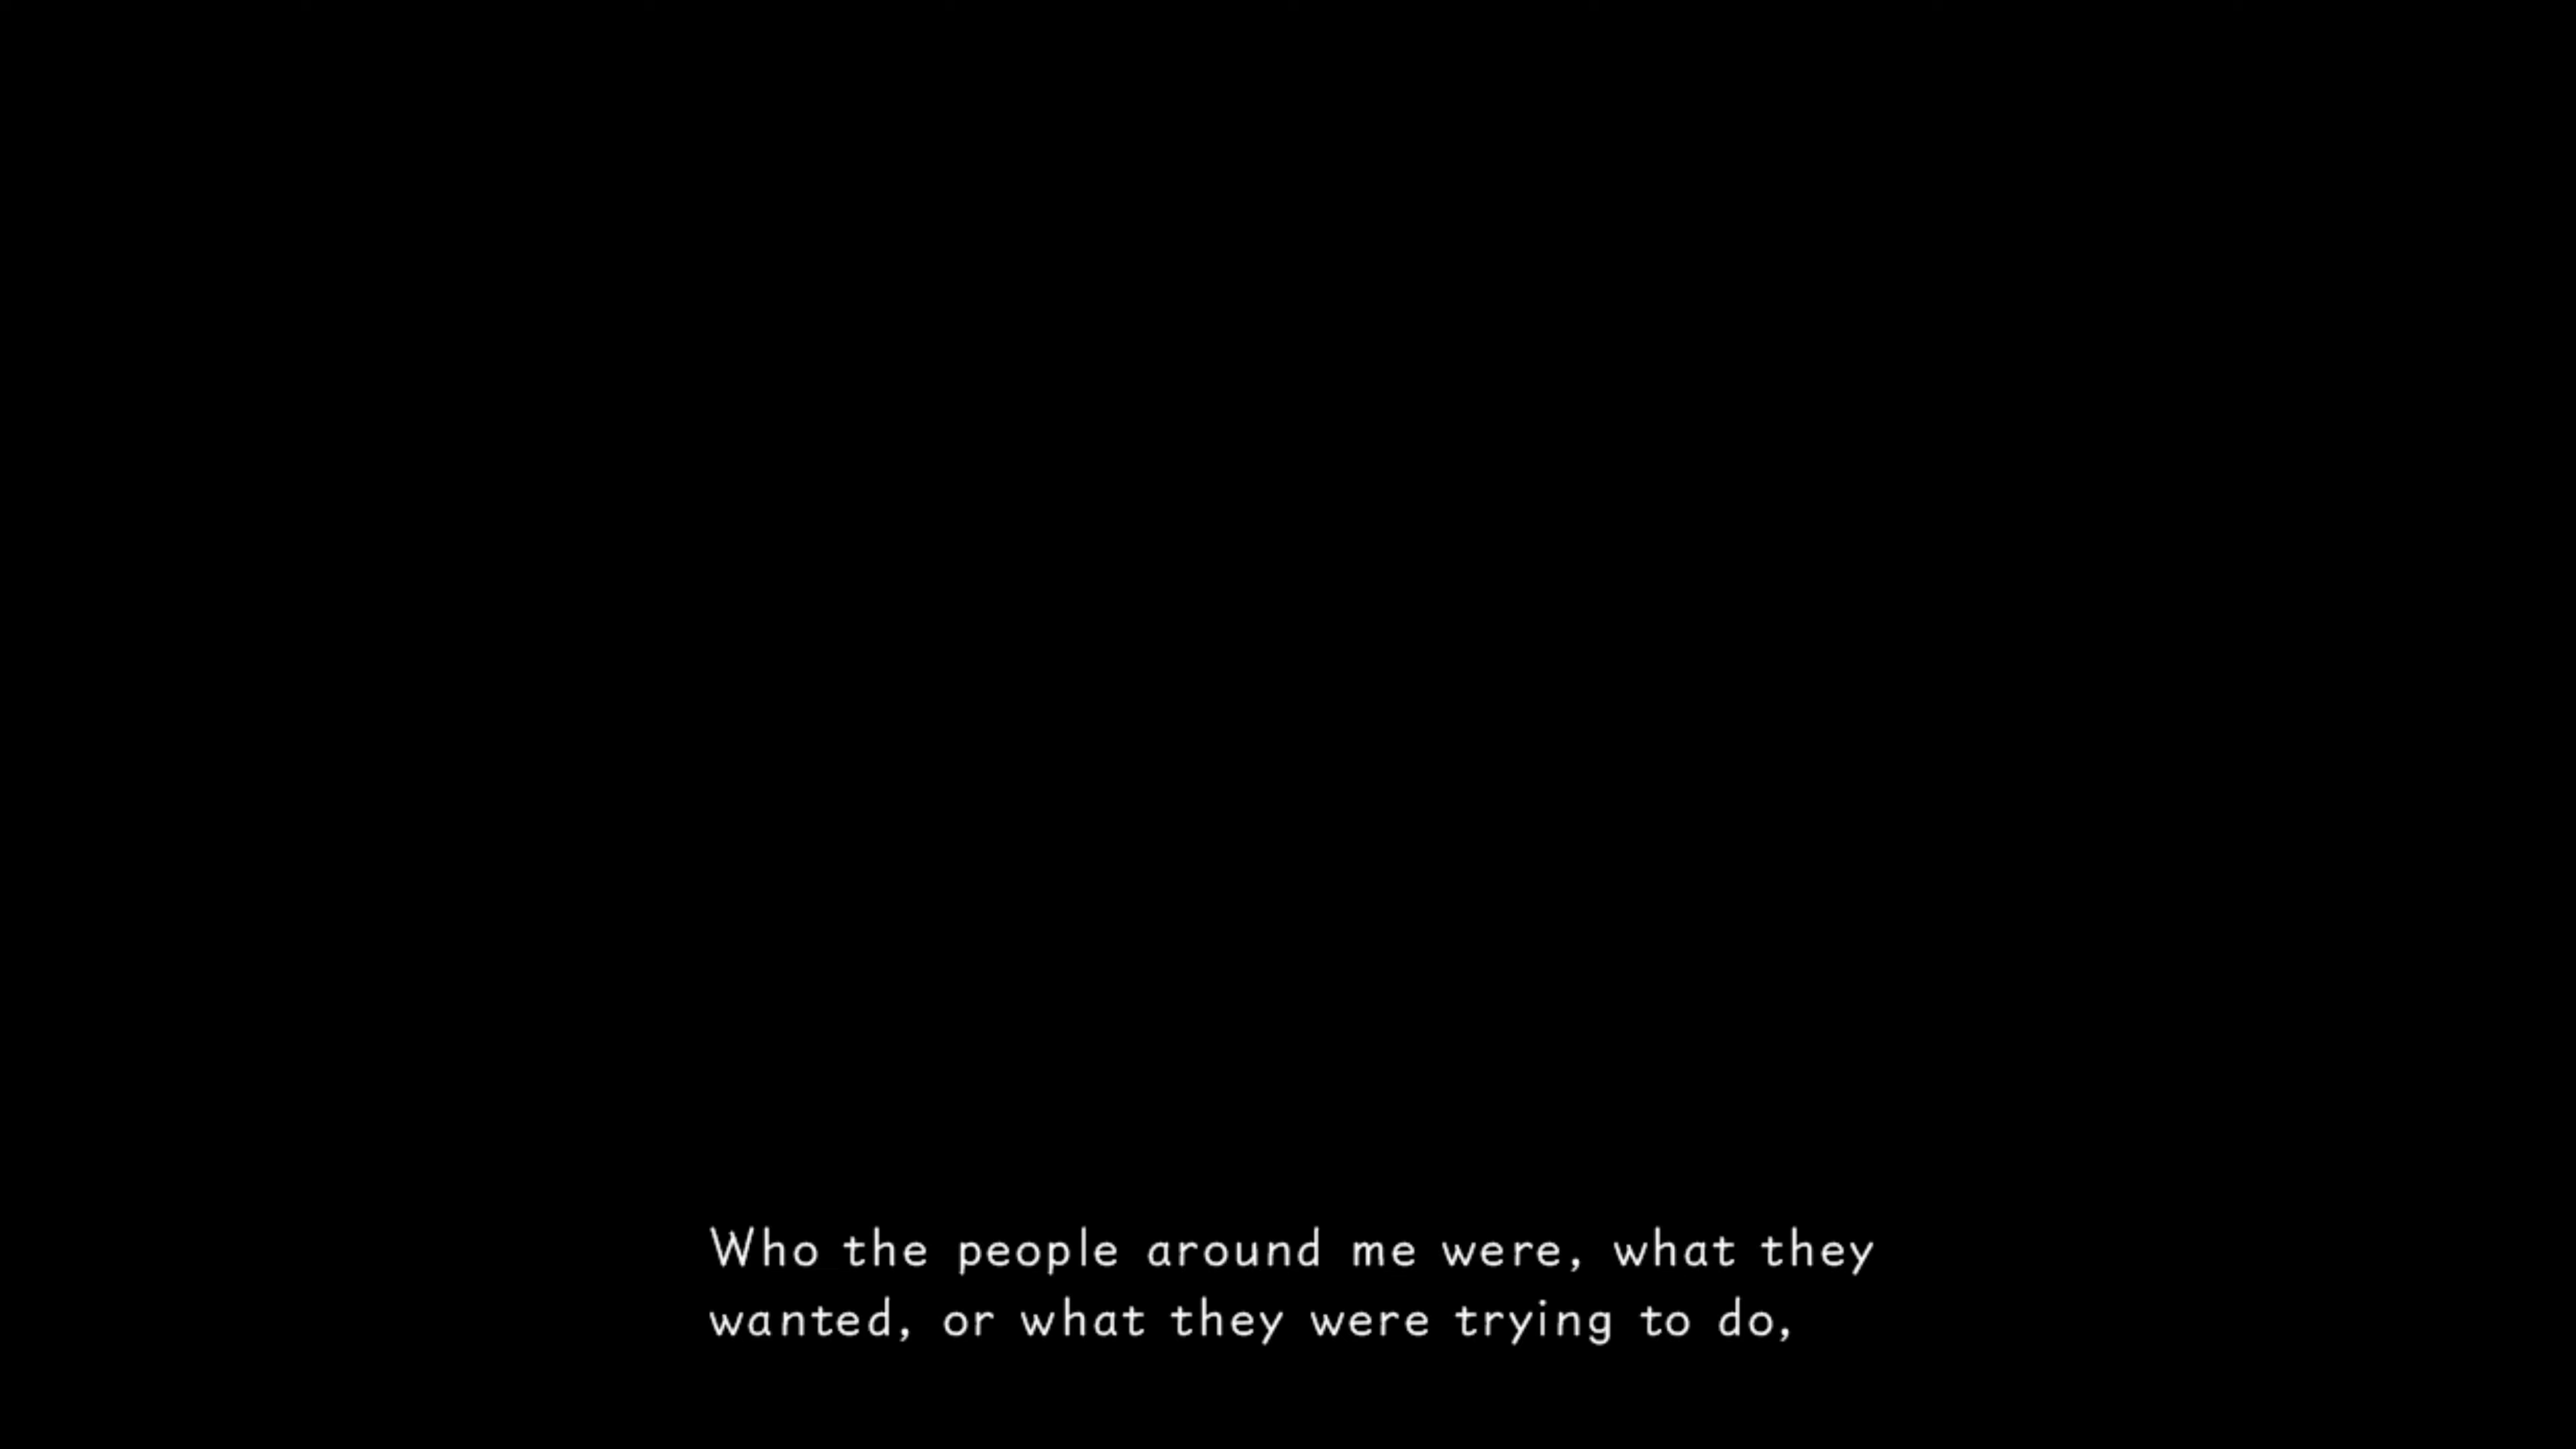 Who the people around me were, what they
wanted, or what they were trying to do,